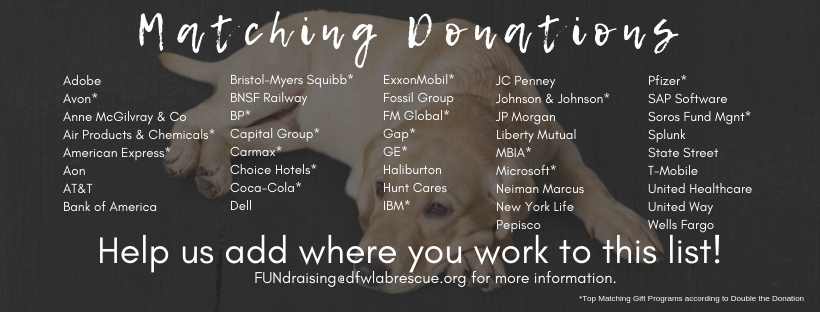 Matching Donations
Adobe
Avon*
Anne McGilvray & Co
Air Products & Chemicals*
American Express*
Aon
AT&T
Bank of America
Bristol-Myers Squibb*
BNSF Railway
BP*
Capital Group*
Carmax*
Choice Hotels*
Coca-Cola*
Dell
ExxonMobil*
Fossil Group
FM Global*
Gap*
GE*
Haliburton
Hunt Cares
IBM*
JC Penney
Johnson & Johnson*
JP Morgan
Liberty Mutual
MBIA*
Microsoft*
Neiman Marcus
New York Life
Pepisco
Pfizer*
SAP Software
Soros Fund Mgnt*
Splunk
State Street
T-Mobile
United Healthcare
United Way
Wells Fargo
Help us add where you work to this list!
FUNdraising@dfwlabrescue.org for more information.
*Top Matching Gift Programs according to Double the Donation